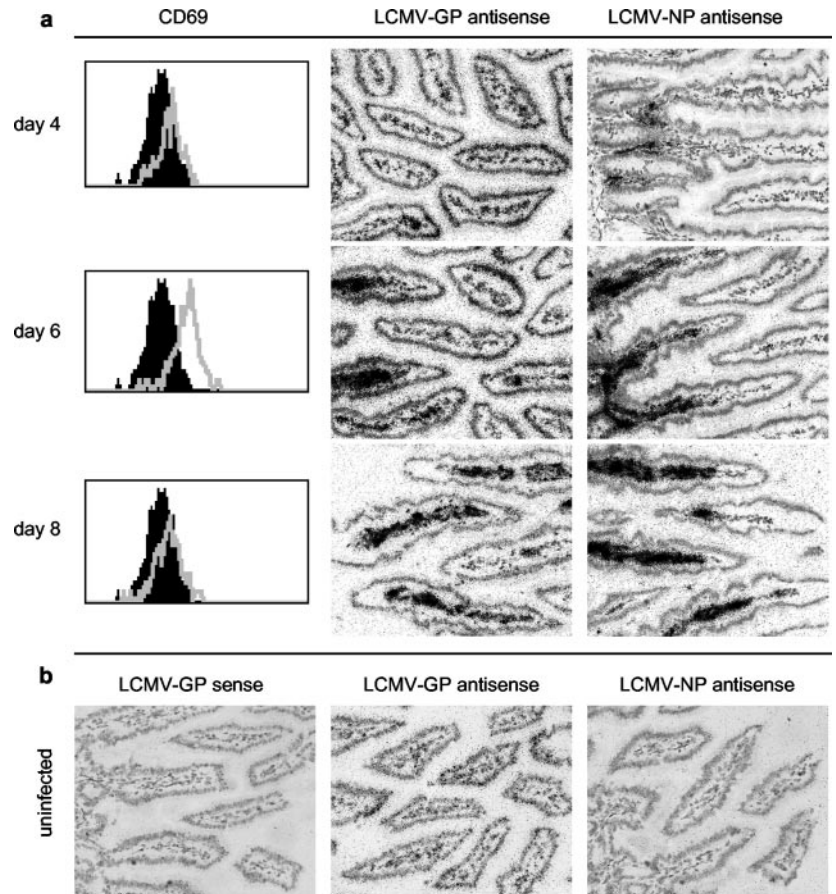 a
CD69 LCMV-GP antisense LCMV-NP antisense
day 4
day 6
day 8
b
LCMV-GP sense LCMV-GP antisense LCMV-NP antisense
uninfected